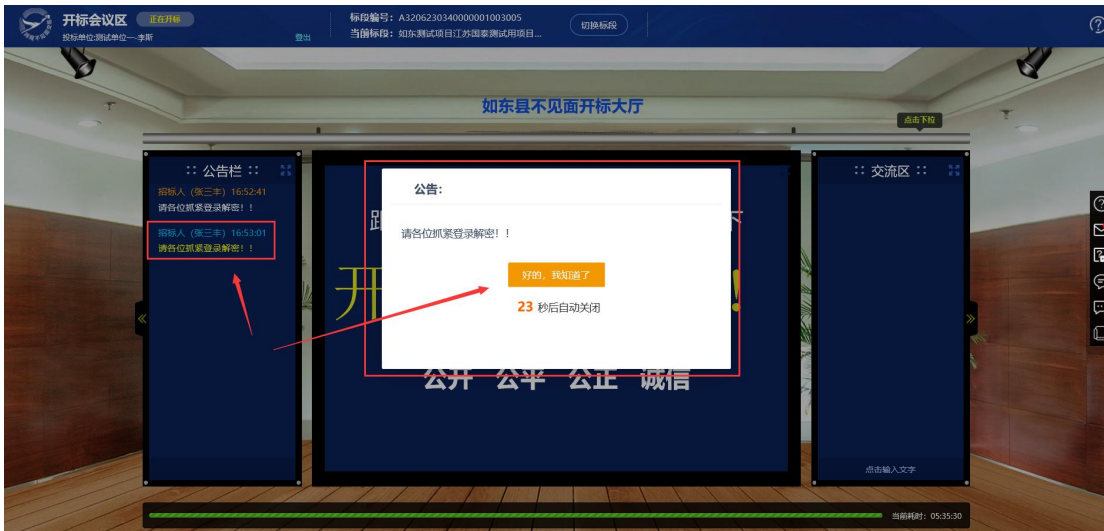 开标会议区 正在开标
投标单位:测试单位一-李斯 登出
标段编号：A3206230340000001003005
当前标段：如东测试项目江苏国泰测试用项目...
切换标段
如东县不见面开标大厅
点击下拉
:: 公告栏 ::
招标人（张三丰）16:52:41
请各位抓紧登录解密！！
招标人（张三丰）16:53:01
请各位抓紧登录解密！！
公告:
请各位抓紧登录解密！！
好的，我知道了
23 秒后自动关闭
开
公开 公平 公正 诚信
:: 交流区 ::
点击输入文字
当前耗时：05:35:30